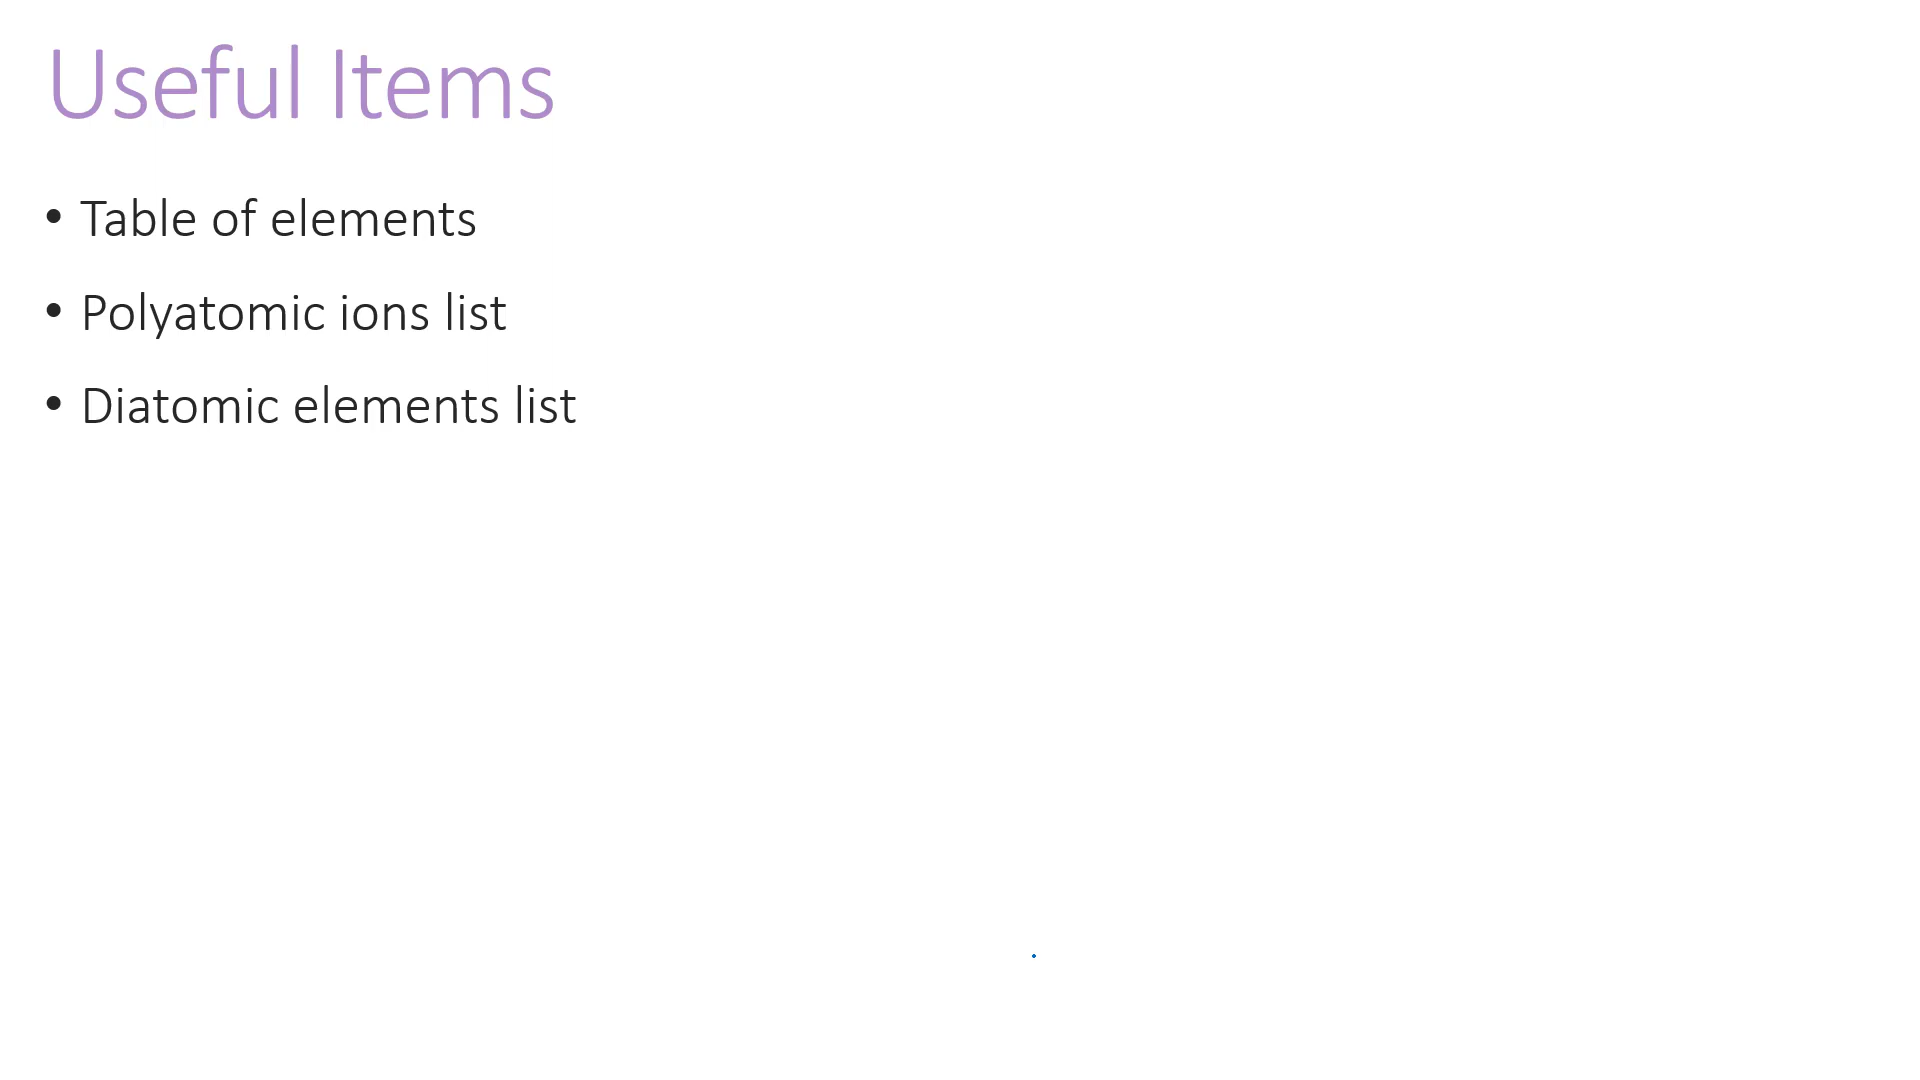 Useful Items
• Table of elements
• Polyatomic ions list
• Diatomic elements list